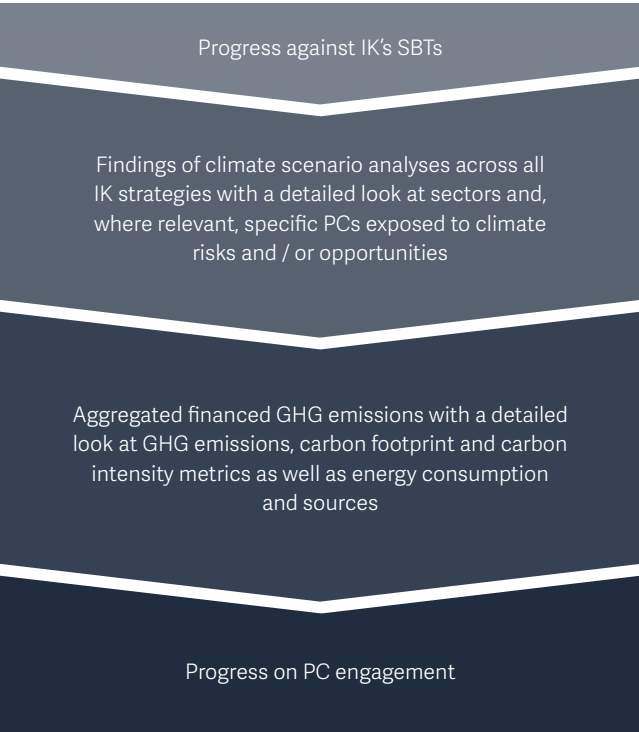 Progress against IK’s SBTs
Findings of climate scenario analyses across all
IK strategies with a detailed look at sectors and,
where relevant, specific PCs exposed to climate
risks and / or opportunities
Aggregated financed GHG emissions with a detailed
look at GHG emissions, carbon footprint and carbon
intensity metrics as well as energy consumption
and sources
Progress on PC engagement